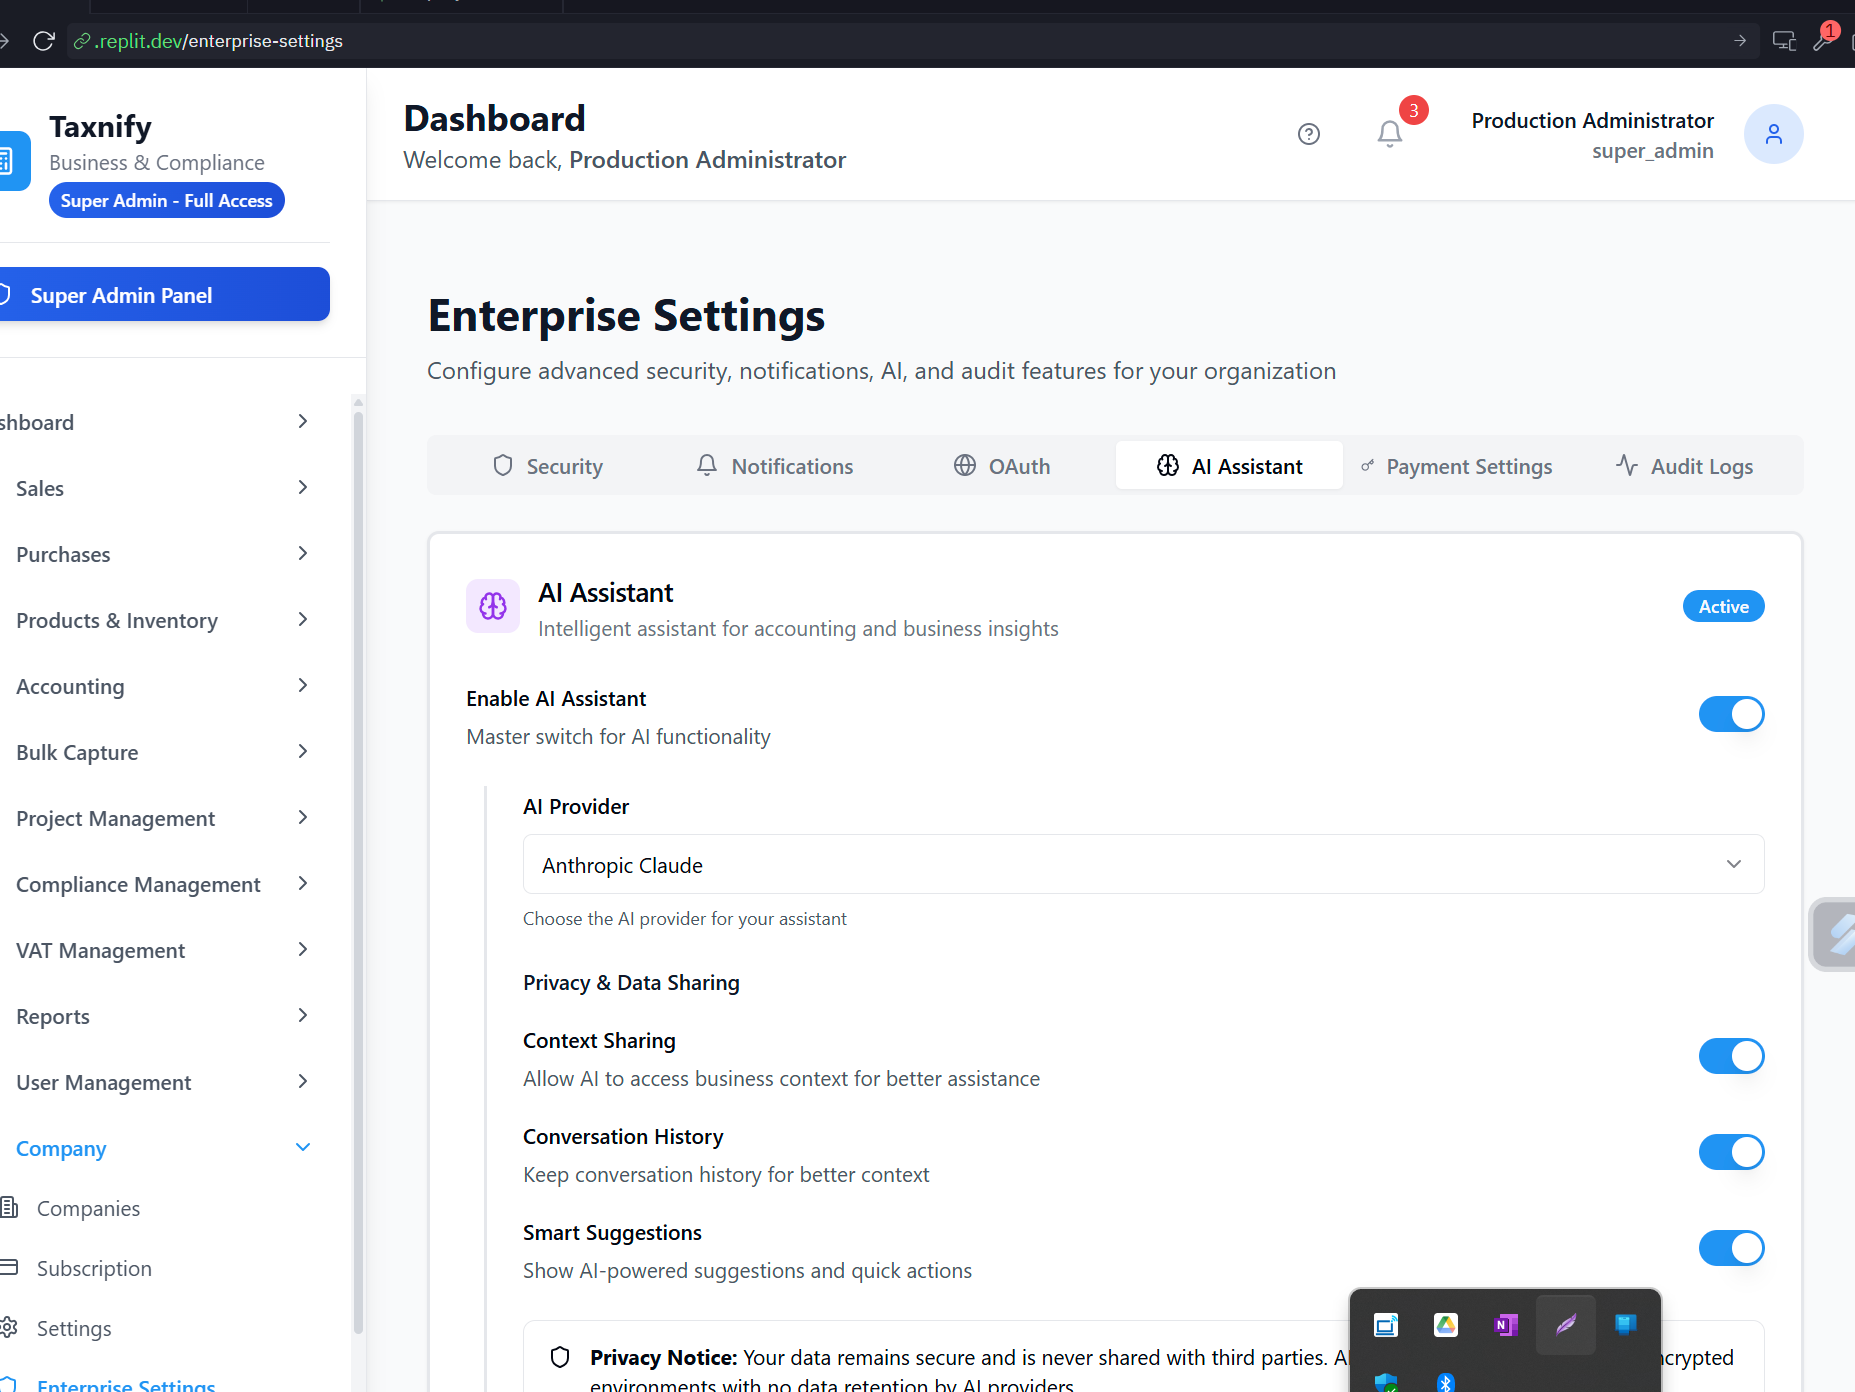 .replit.dev/enterprise-settings
1
Taxnify
Business & Compliance
Super Admin - Full Access
Super Admin Panel
shboard
Sales
Purchases
Products & Inventory
Accounting
Bulk Capture
Project Management
Compliance Management
VAT Management
Reports
User Management
Company
Companies
Subscription
Settings
Enterprise Settings
Dashboard
Welcome back, Production Administrator
3
Production Administrator
super_admin
Enterprise Settings
Configure advanced security, notifications, AI, and audit features for your organization
Security
Notifications
OAuth
AI Assistant
Payment Settings
Audit Logs
AI Assistant
Intelligent assistant for accounting and business insights
Active
Enable AI Assistant
Master switch for AI functionality
AI Provider
Anthropic Claude
Choose the AI provider for your assistant
Privacy & Data Sharing
Context Sharing
Allow AI to access business context for better assistance
Conversation History
Keep conversation history for better context
Smart Suggestions
Show AI-powered suggestions and quick actions
Privacy Notice: Your data remains secure and is never shared with third parties. A ncrypted
environments with no data retention by AI providers.
N